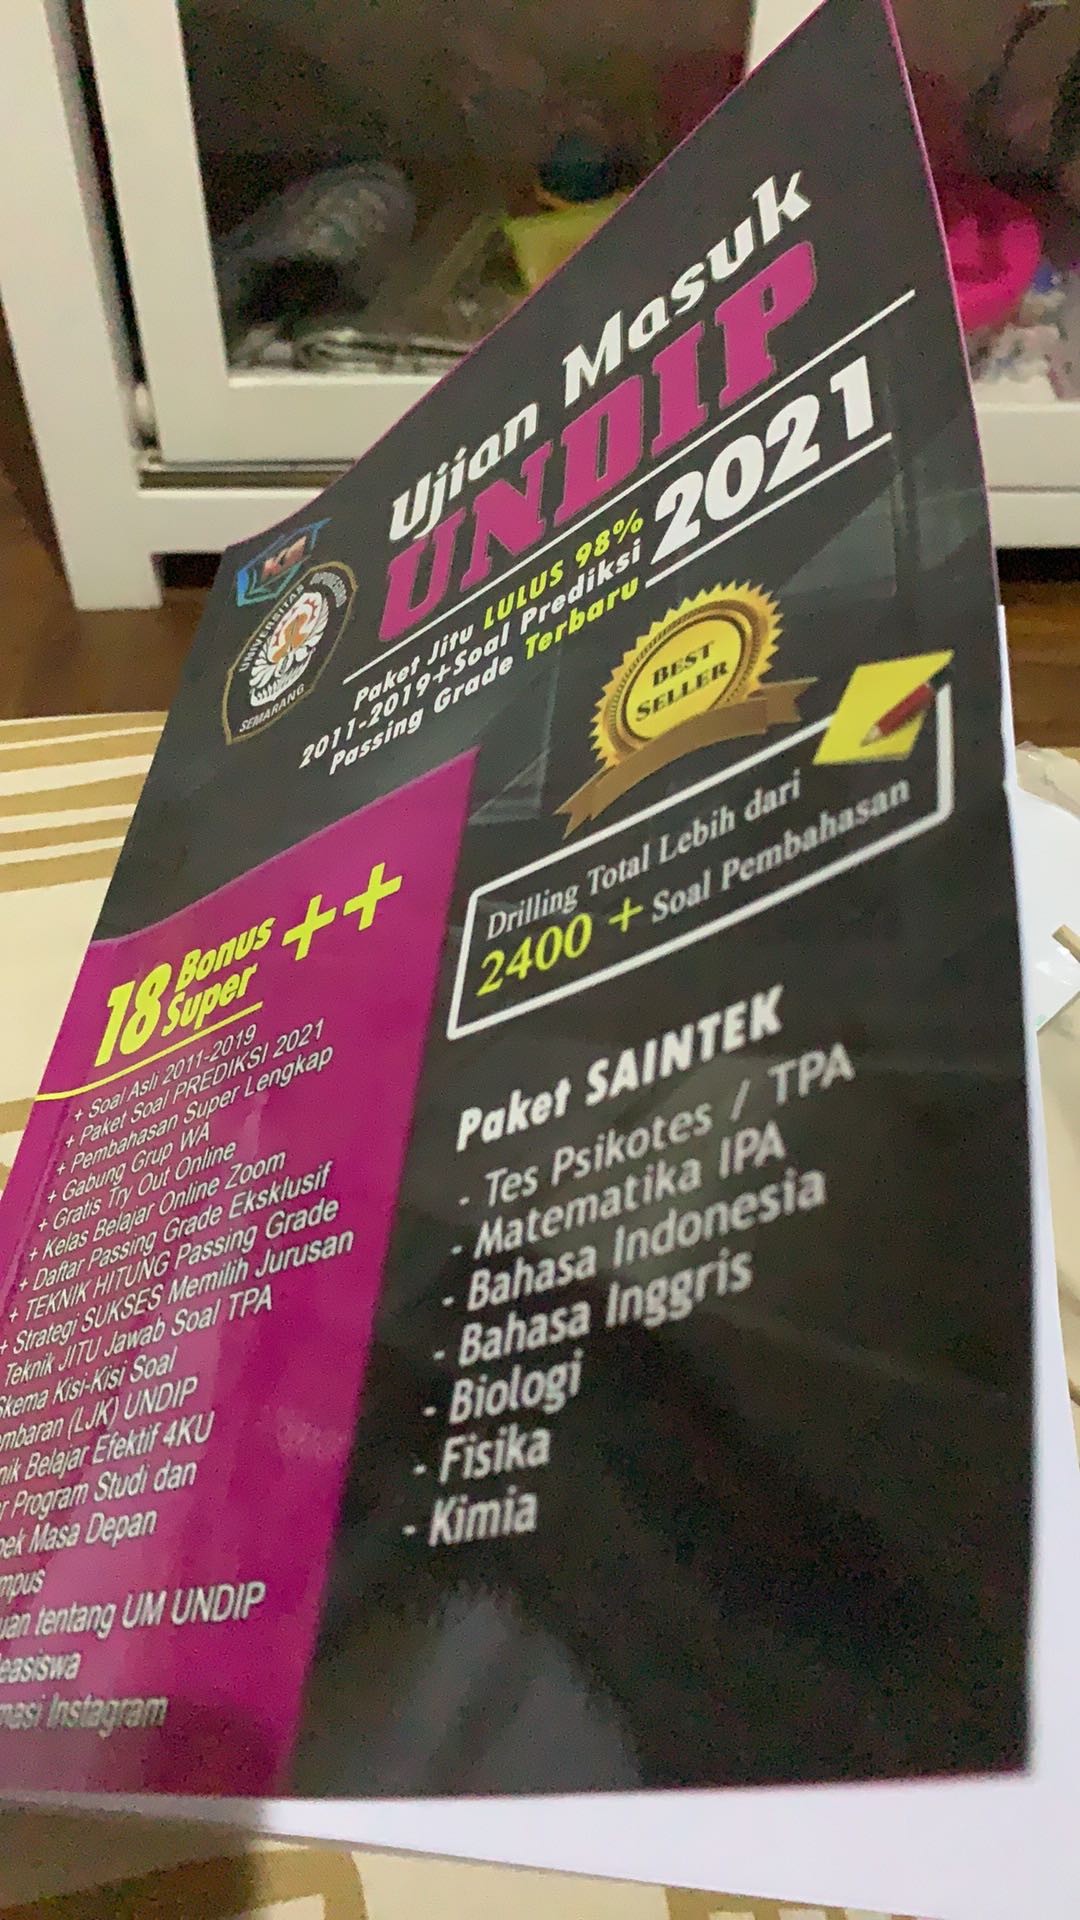 Ujian Masuk
UNDIP
Paket Jitu LULUS 98%
2011-2019+Soal Prediksi
Passing Grade Terbaru
2021
UNIVERSITAS DIPONEGORO
SEMARANG
BEST
SELLER
Drilling Total Lebih dari
2400 + Soal Pembahasan
18 Bonus
Super ++
+ Soal Asli 2011-2019
+ Paket Soal PREDIKSI 2021
+ Pembahasan Super Lengkap
+ Gabung Grup WA
+ Gratis Try Out Online
+ Kelas Belajar Online Zoom
+ Daftar Passing Grade Eksklusif
+ TEKNIK HITUNG Passing Grade
+ Strategi SUKSES Memilih Jurusan
Teknik JITU Jawab Soal TPA
Kisi-Kisi Soal
(LJK) UNDIP
Belajar Efektif 4KU
Program Studi dan
Masa Depan
tentang UM UNDIP
Instagram
Paket SAINTEK
- Tes Psikotes / TPA
- Matematika IPA
- Bahasa Indonesia
- Bahasa Inggris
- Biologi
- Fisika
- Kimia